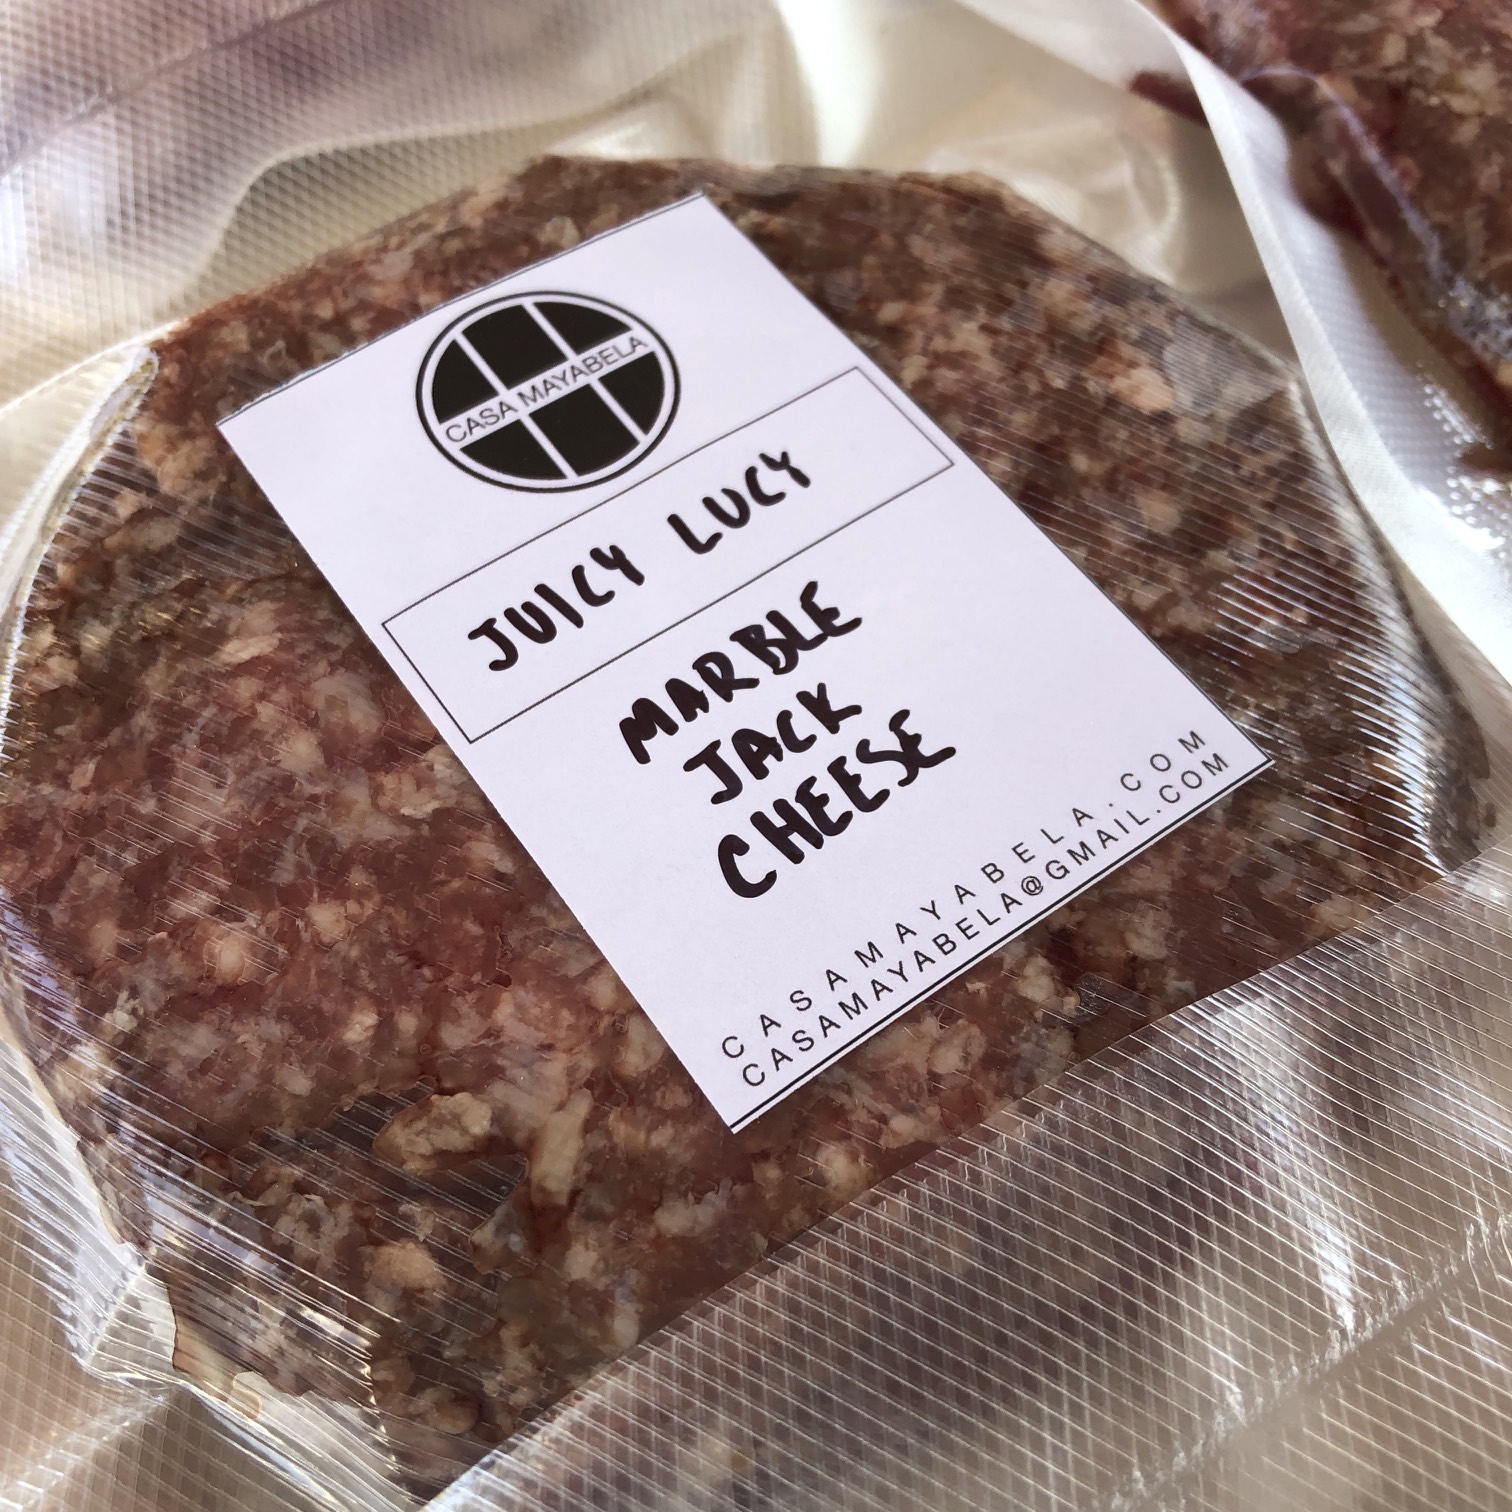 CASA MAYABELA
JUICY LUCY
MARBLE
JACK
CHEESE
CASAMAYABELA.COM
CASAMAYABELA@GMAIL.COM